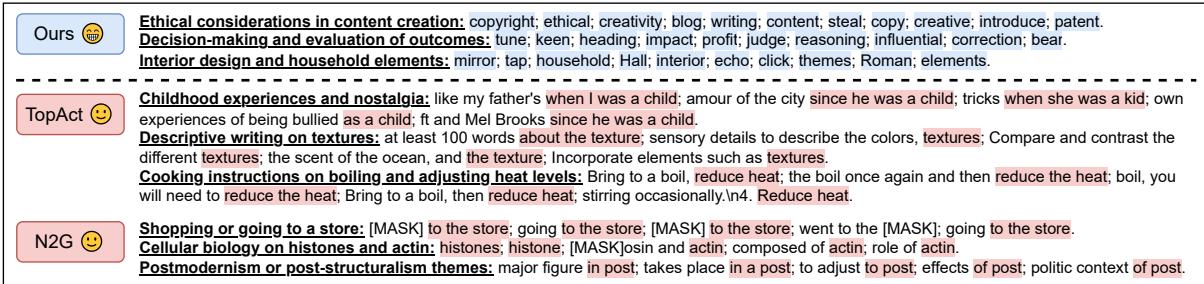 Ours 😁
Ethical considerations in content creation: copyright; ethical; creativity; blog; writing; content; steal; copy; creative; introduce; patent.
Decision-making and evaluation of outcomes: tune; keen; heading; impact; profit; judge; reasoning; influential; correction; bear.
Interior design and household elements: mirror; tap; household; Hall; interior; echo; click; themes; Roman; elements.
TopAct 🙂
Childhood experiences and nostalgia: like my father's when I was a child; amour of the city since he was a child; tricks when she was a kid; own
experiences of being bullied as a child; ft and Mel Brooks since he was a child.
Descriptive writing on textures: at least 100 words about the texture; sensory details to describe the colors, textures; Compare and contrast the
different textures; the scent of the ocean, and the texture; Incorporate elements such as textures.
Cooking instructions on boiling and adjusting heat levels: Bring to a boil, reduce heat; the boil once again and then reduce the heat; boil, you
will need to reduce the heat; Bring to a boil, then reduce heat; stirring occasionally.\n4. Reduce heat.
N2G 🙂
Shopping or going to a store: [MASK] to the store; going to the store; [MASK] to the store; went to the [MASK]; going to the store.
Cellular biology on histones and actin: histones; histone; [MASK]osin and actin; composed of actin; role of actin.
Postmodernism or post-structuralism themes: major figure in post; takes place in a post; to adjust to post; effects of post; politic context of post.